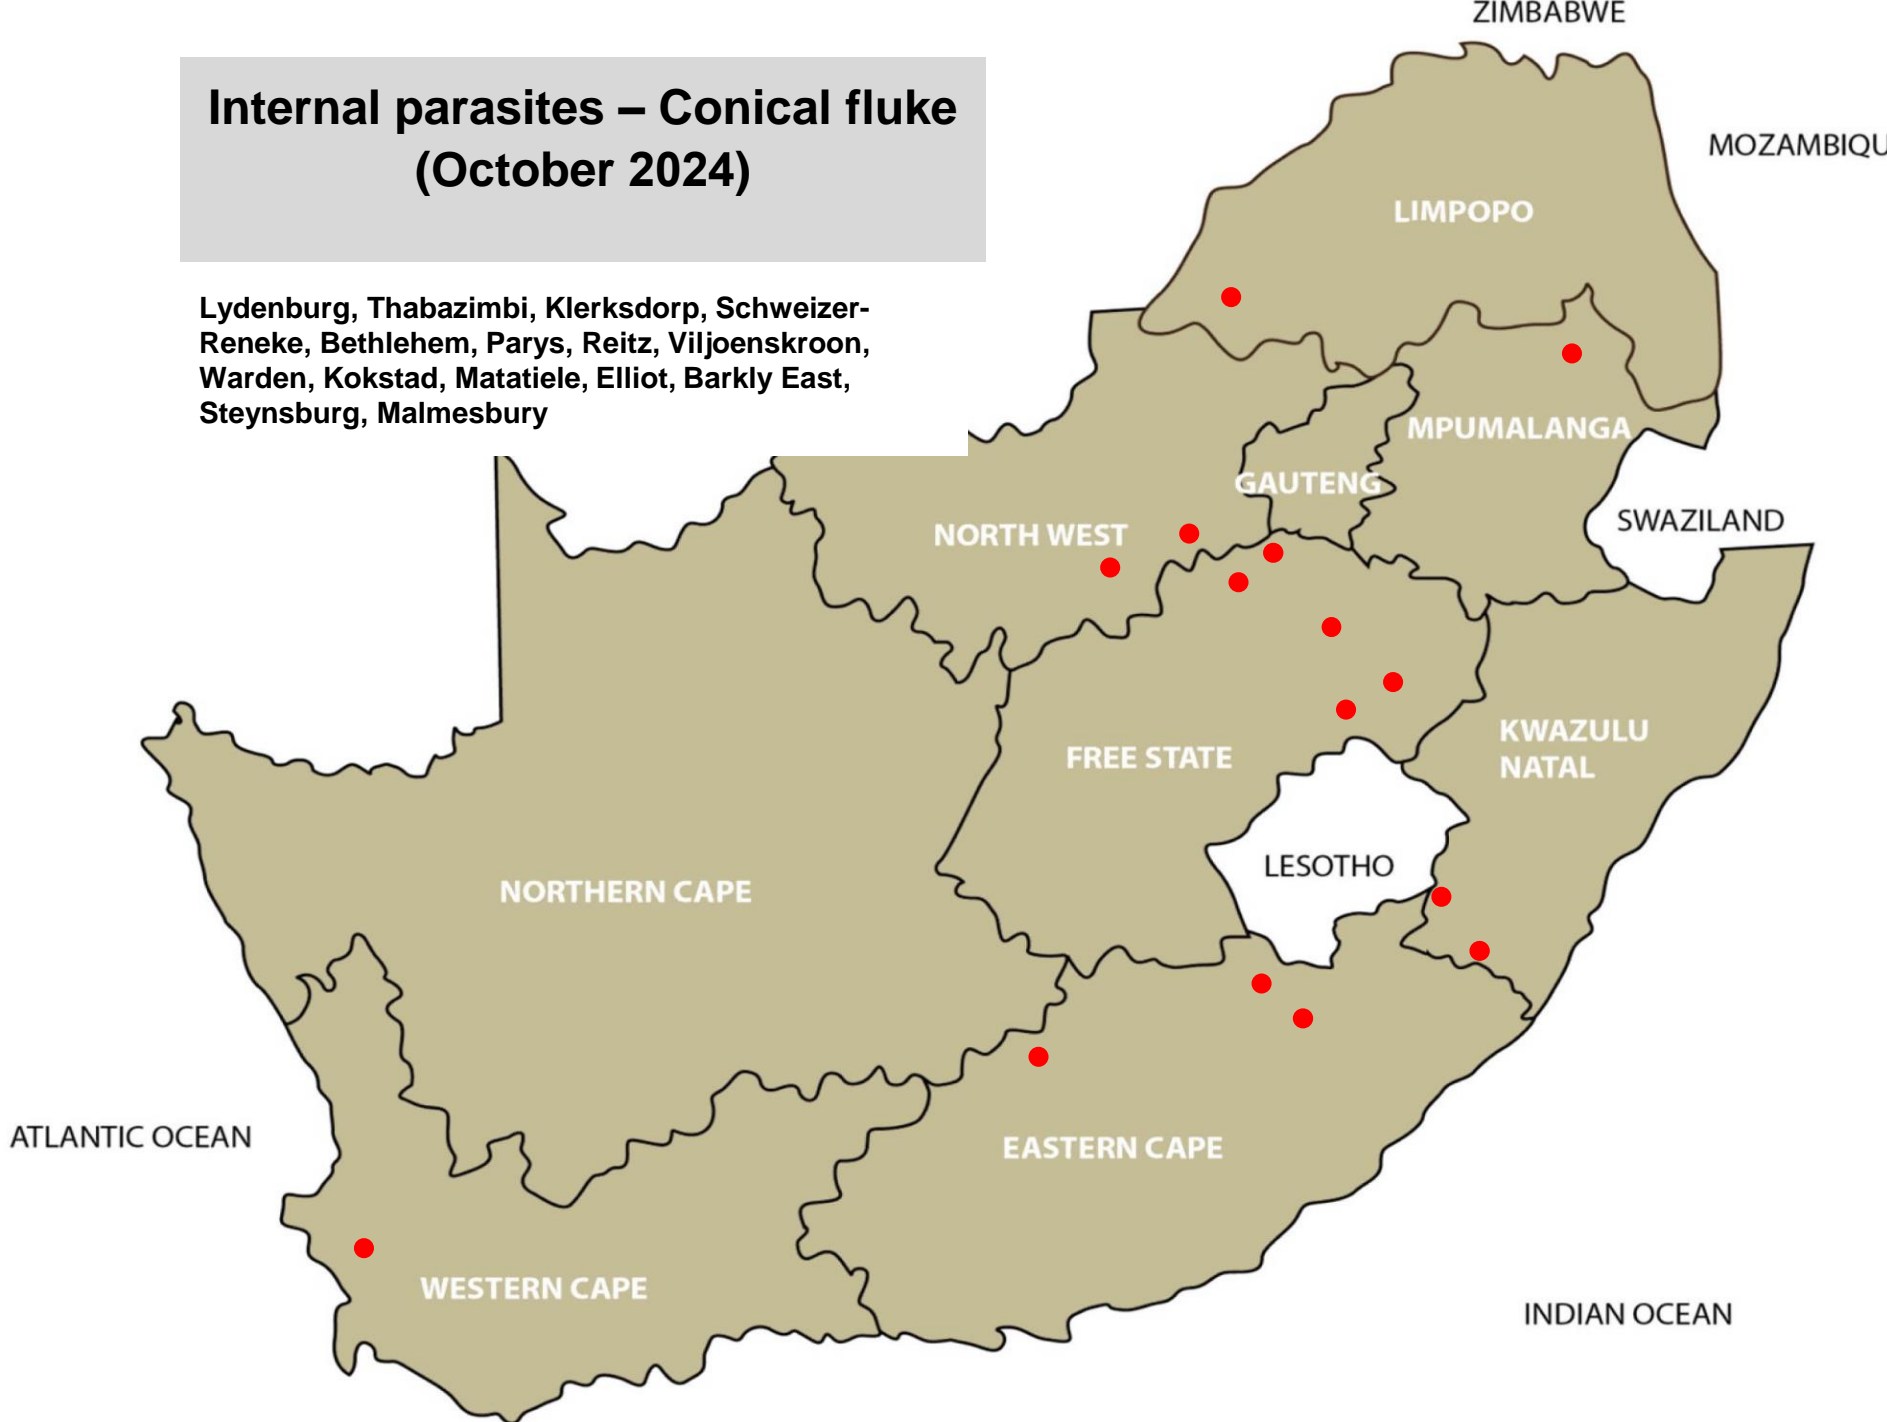 ZIMBABWE
Internal parasites – Conical fluke
(October 2024)
MOZAMBIQU
LIMPOPO
Lydenburg, Thabazimbi, Klerksdorp, Schweizer-
Reneke, Bethlehem, Parys, Reitz, Viljoenskroon,
Warden, Kokstad, Matatiele, Elliot, Barkly East,
Steynsburg, Malmesbury
MPUMALANGA
GAUTENG
SWAZILAND
NORTH WEST
KWAZULU
NATAL
FREE STATE
LESOTHO
NORTHERN CAPE
ATLANTIC OCEAN
EASTERN CAPE
WESTERN CAPE
INDIAN OCEAN